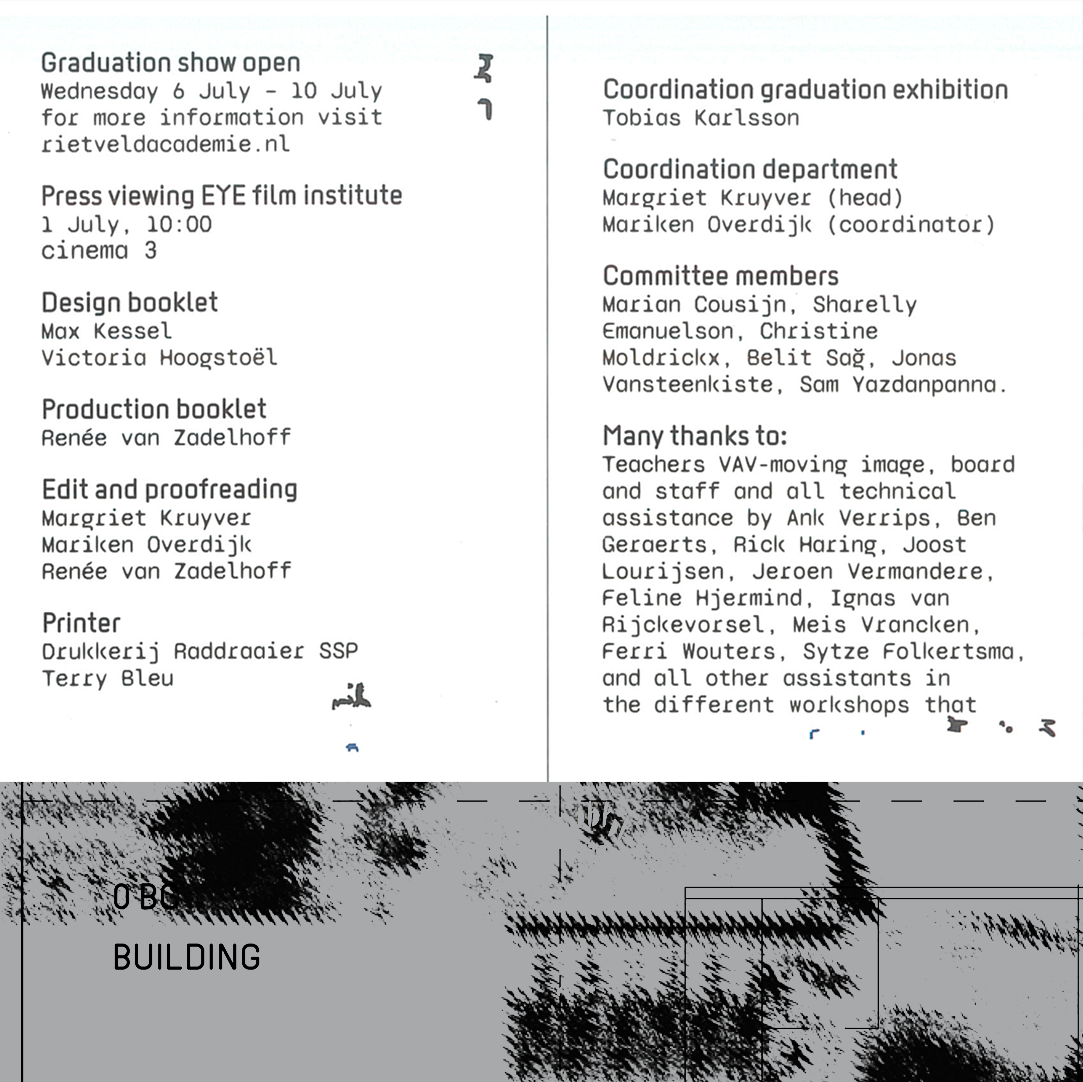 Graduation show open
Wednesday 6 July - 10 July
for more information visit
rietveldacademie.nl
Press viewing EYE film institute
1 July, 10:00
cinema 3
Design booklet
Max Kessel
Victoria Hoogstoël
Production booklet
Renée van Zadelhoff
Edit and proofreading
Margriet Kruyver
Mariken Overdijk
Renée van Zadelhoff
Printer
Drukkerij Raddraaier SSP
Terry Bleu
Coordination graduation exhibition
Tobias Karlsson
Coordination department
Margriet Kruyver (head)
Mariken Overdijk (coordinator)
Committee members
Marian Cousijn, Sharelly
Emanuelson, Christine
Moldrickx, Belit Sağ, Jonas
Vansteenkiste, Sam Yazdanpanna.
Many thanks to:
Teachers VAV-moving image, board
and staff and all technical
assistance by Ank Verrips, Ben
Geraerts, Rick Haring, Joost
Lourijsen, Jeroen Vermandere,
Feline Hjermind, Ignas van
Rijckevorsel, Meis Vrancken,
Ferri Wouters, Sytze Folkertsma,
and all other assistants in
the different workshops that
BUILDING